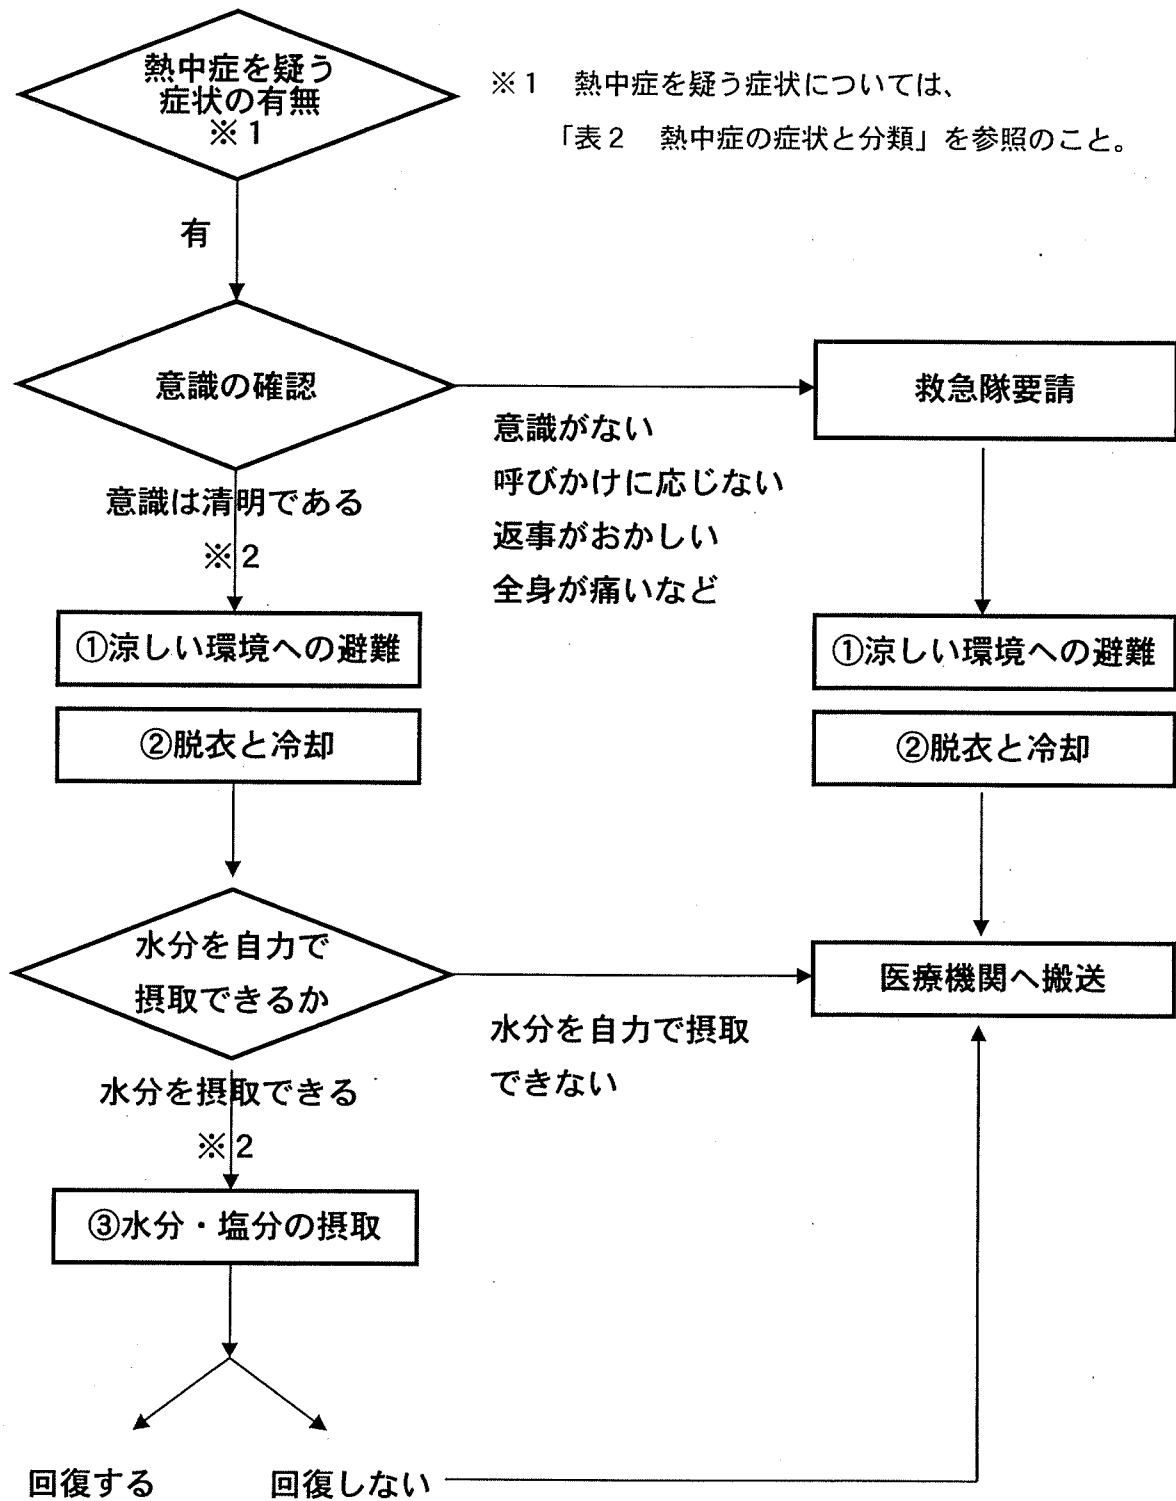 熱中症を疑う
症状の有無
※1
※1　熱中症を疑う症状については、
「表2　熱中症の症状と分類」を参照のこと。
有
意識の確認
救急隊要請
意識がない
呼びかけに応じない
返事がおかしい
全身が痛いなど
意識は清明である
※2
①涼しい環境への避難
①涼しい環境への避難
②脱衣と冷却
②脱衣と冷却
水分を自力で
摂取できるか
医療機関へ搬送
水分を自力で摂取
できない
水分を摂取できる
※2
③水分・塩分の摂取
回復する
回復しない